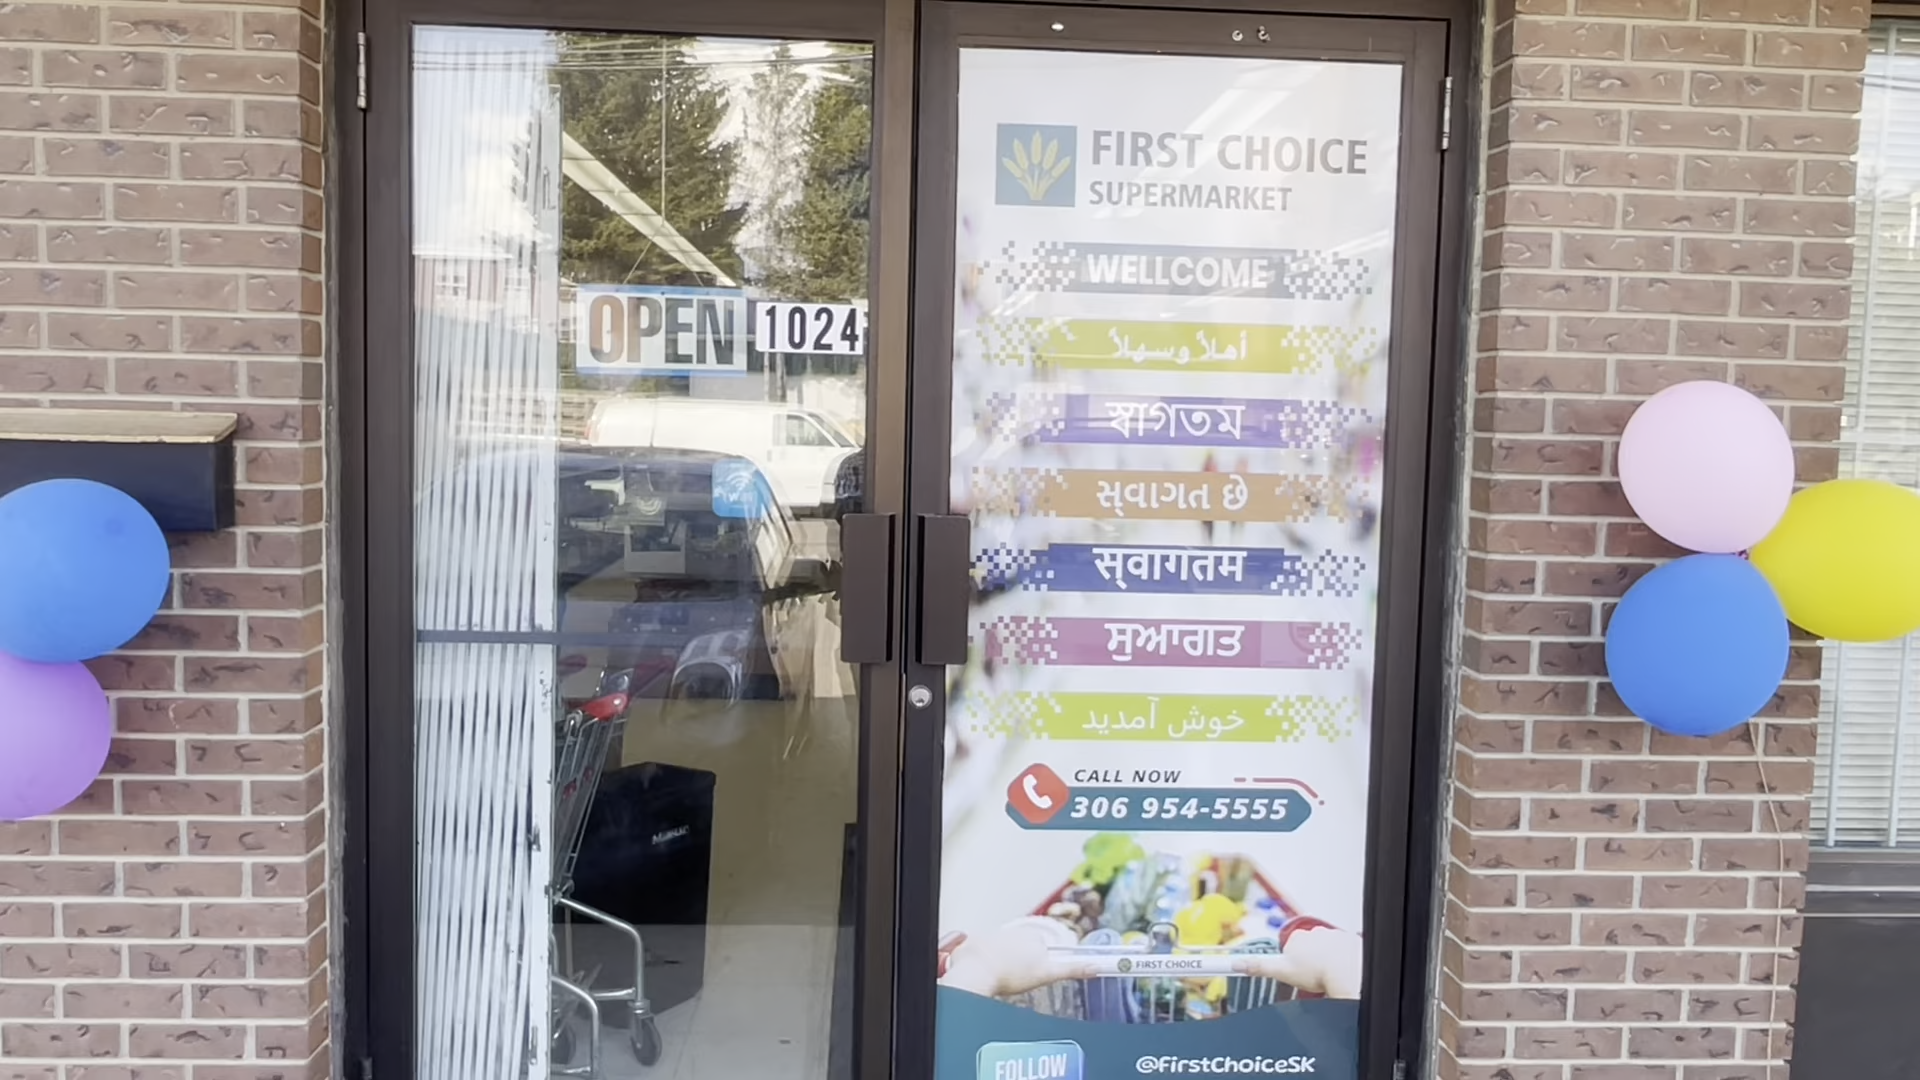 OPEN
1024
wifi
FIRST CHOICE
SUPERMARKET
WELLCOME
أهلاً وسهلاً
স্বাগতম
સ્વાગત છે
स्वागतम
ਸੁਆਗਤ
خوش آمدید
CALL NOW
306 954-5555
FIRST CHOICE
FOLLOW
@FirstChoiceSK